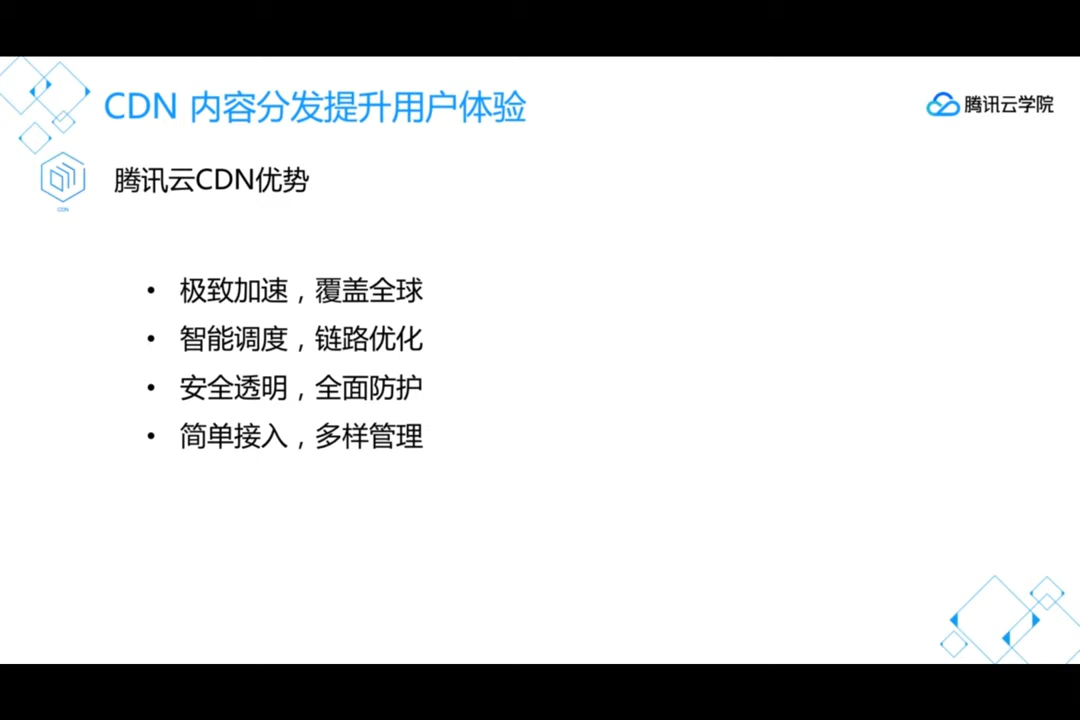 CDN 内容分发提升用户体验
腾讯云学院
腾讯云CDN优势
CDN
• 极致加速，覆盖全球
• 智能调度，链路优化
• 安全透明，全面防护
• 简单接入，多样管理